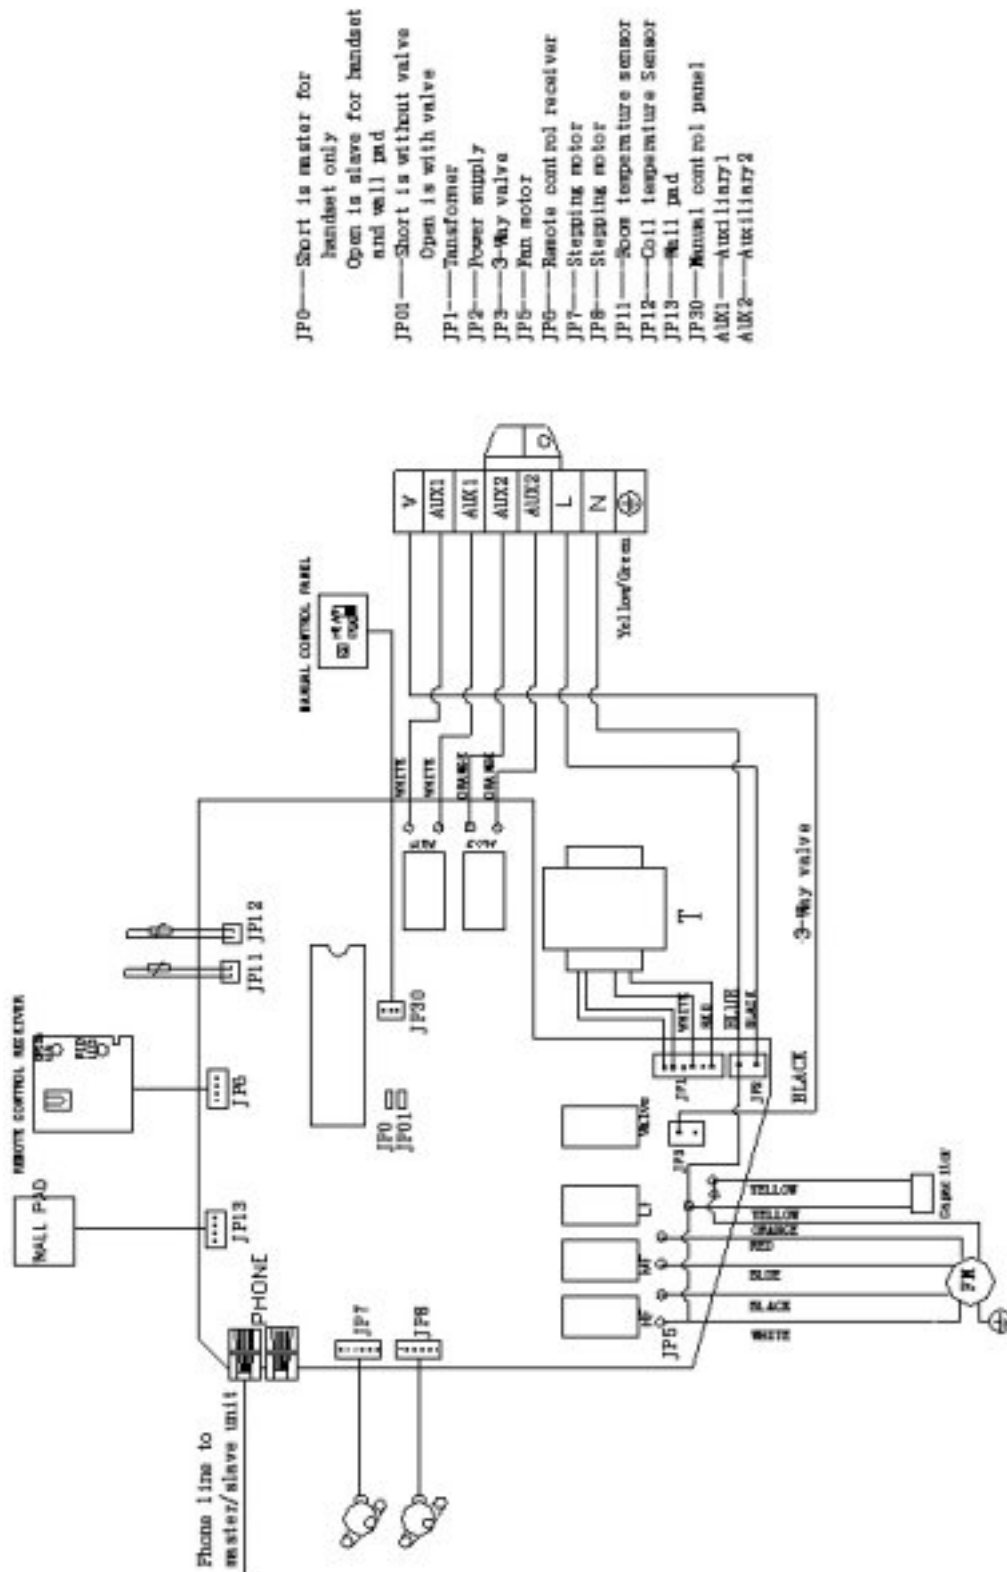 JP0——Short is master for
handset only
Open is slave for handset
and wall pad
JP01——Short is without valve
Open is with valve
JP1——Tansformer
JP2——Power supply
JP3——3-Way valve
JP5——Fan motor
JP6——Remote control receiver
JP7——Stepping motor
JP8——Stepping motor
JP11——Room temperature sensor
JP12——Coil temperature Sensor
JP13——Wall pad
JP30——Manual control panel
AUX1——Auxiliary1
AUX2——Auxiliary2
MANUAL CONTROL PANEL
V
AUX1
AUX1
AUX2
AUX2
L
N
Yellow/Green
WHITE
WHITE
ORANGE
ORANGE
REMOTE CONTROL RECEIVER
JP12
JP11
JP6
WALL PAD
JP13
PHONE
Phone line to
master/slave unit
JP7
JP8
JP30
JP0
JP01
T
WHITE
RED
BLUE
BLACK
JP1
JP2
BLACK
3-Way valve
Valve
JP3
LF
MF
HF
JP5
YELLOW
YELLOW
ORANGE
RED
BLUE
BLACK
WHITE
Capacitor
FM